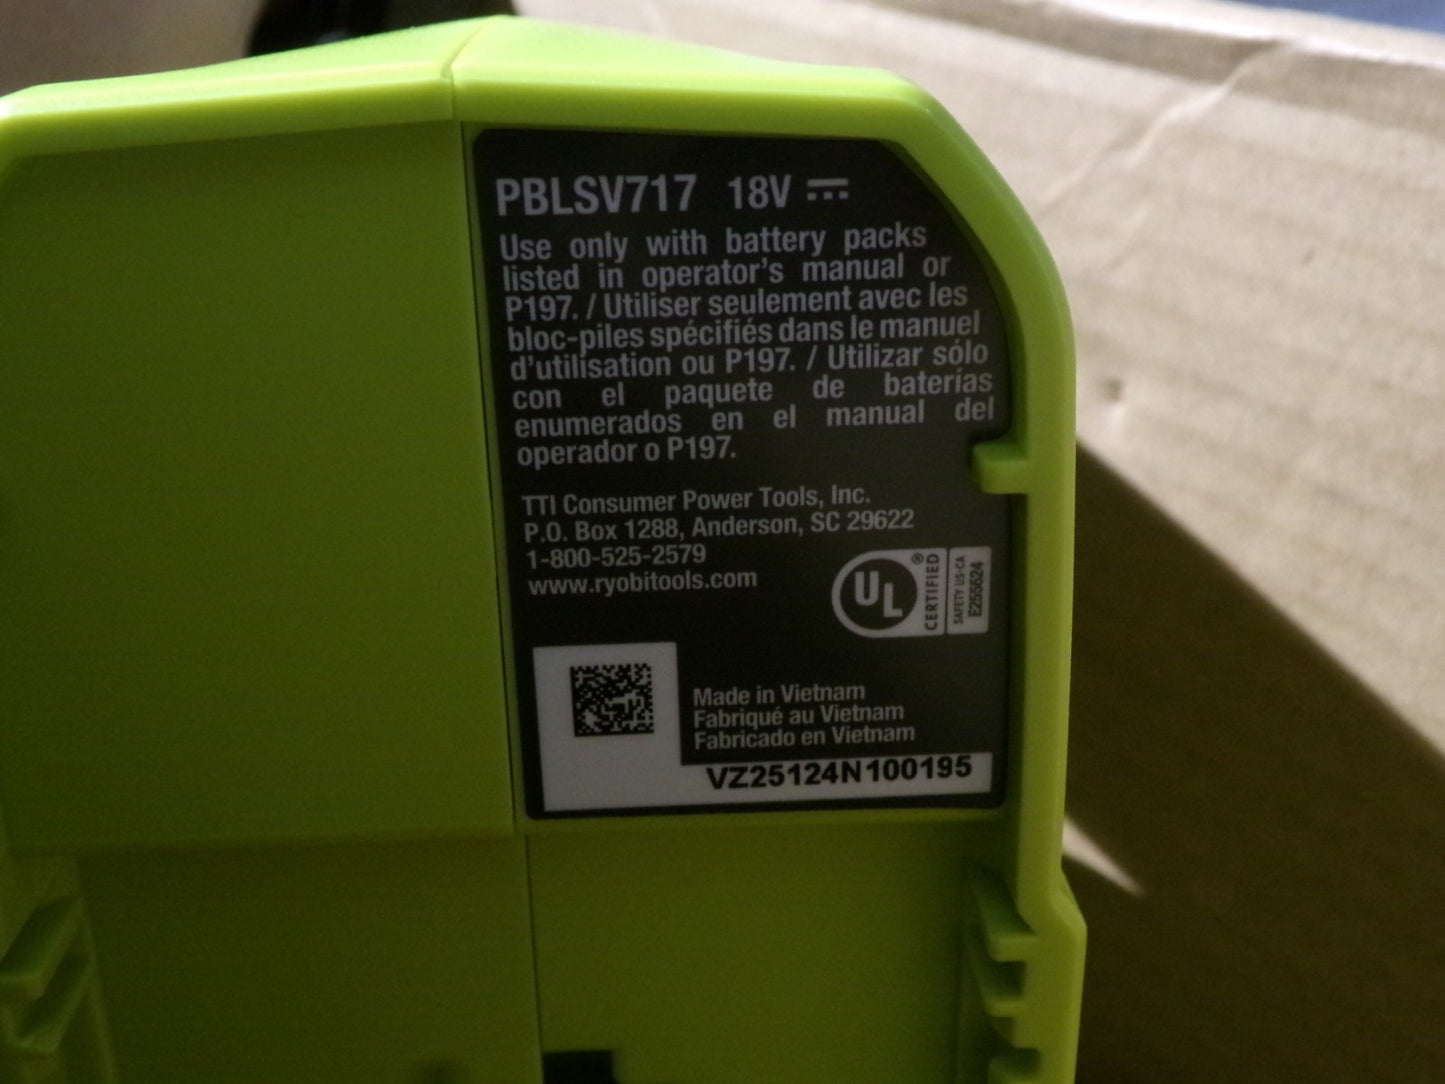 PBLSV717 18V
Use only with battery packs
listed in operator's manual or
P197. / Utiliser seulement avec les
bloc-piles spécifiés dans le manuel
d'utilisation ou P197. / Utilizar sólo
con el paquete de baterías
enumerados en el manual del
operador o P197.
TTI Consumer Power Tools, Inc.
P.O. Box 1288, Anderson, SC 29622
1-800-525-2579
www.ryobitools.com
UL ® CERTIFIED
SAFETY US-CA
E255624
Made in Vietnam
Fabriqué au Vietnam
Fabricado en Vietnam
VZ25124N100195